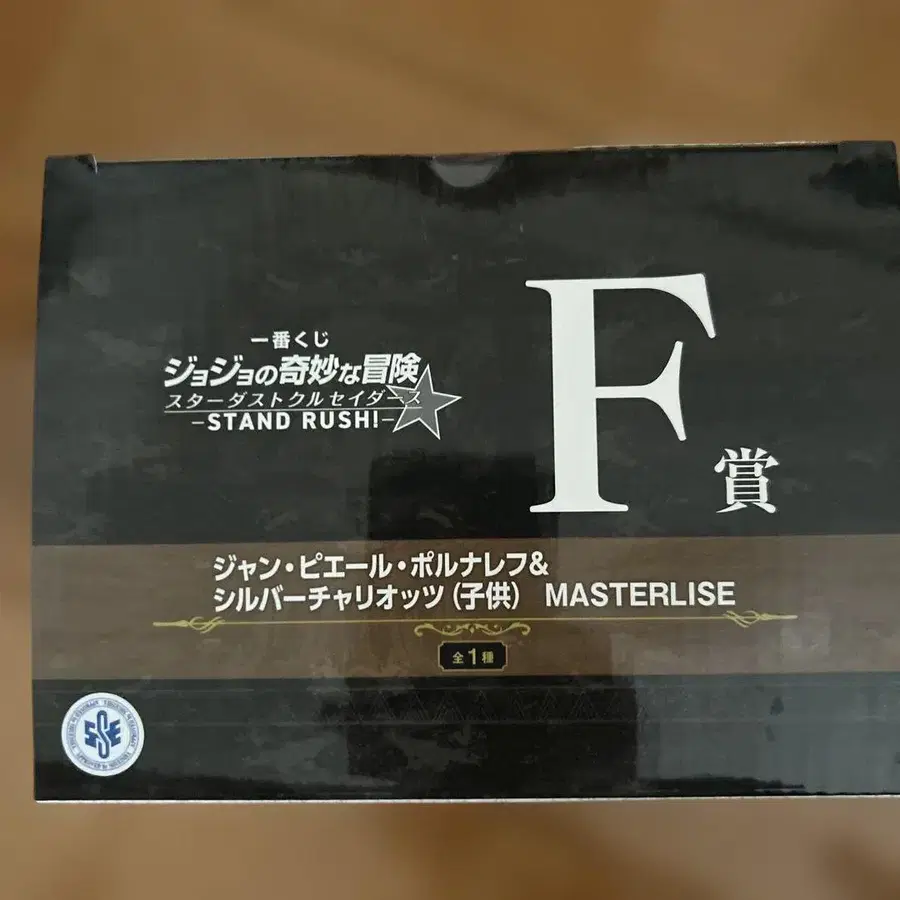 一番くじ
ジョジョの奇妙な冒険
スターダストクルセイダース
-STAND RUSH!-
F賞
ジャン・ピエール・ポルナレフ&
シルバーチャリオッツ(子供) MASTERLISE
全1種